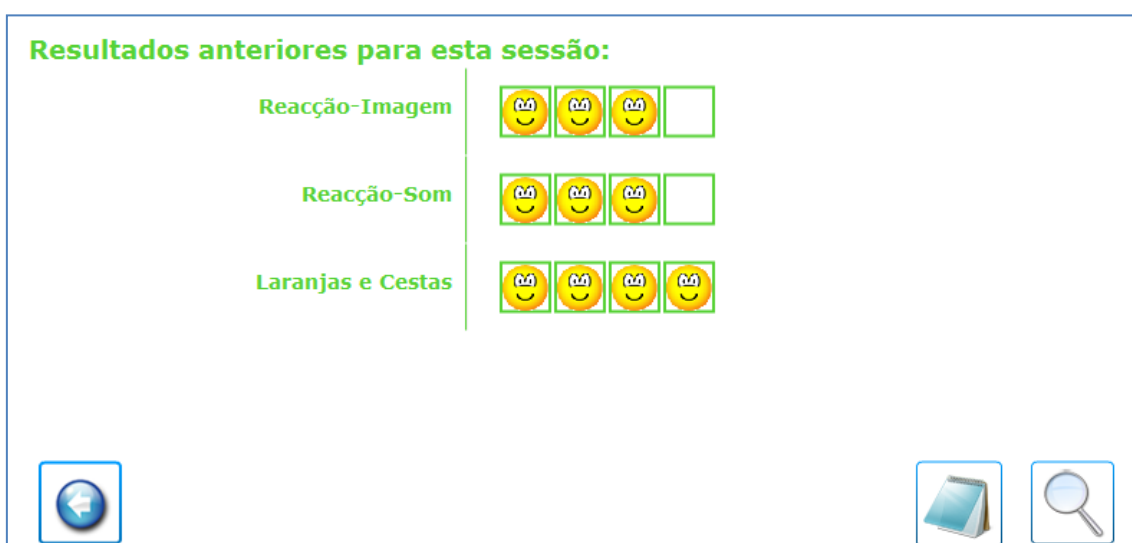 Resultados anteriores para esta sessão:
Reacção-Imagem
Reacção-Som
Laranjas e Cestas